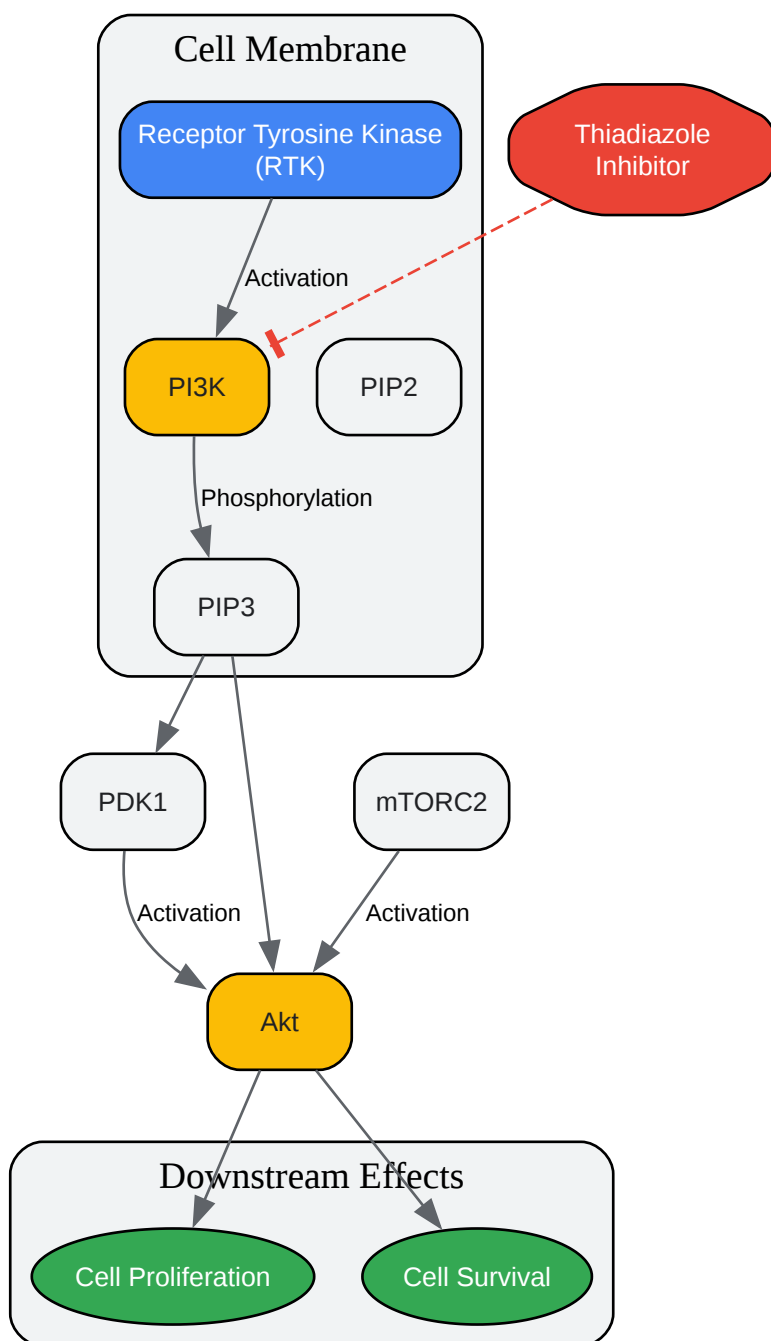 Cell Membrane
Receptor Tyrosine Kinase
(RTK)
Thiadiazole
Inhibitor
Activation
PI3K
PIP2
Phosphorylation
PIP3
PDK1
mTORC2
Activation
Activation
Akt
Downstream Effects
Cell Proliferation
Cell Survival